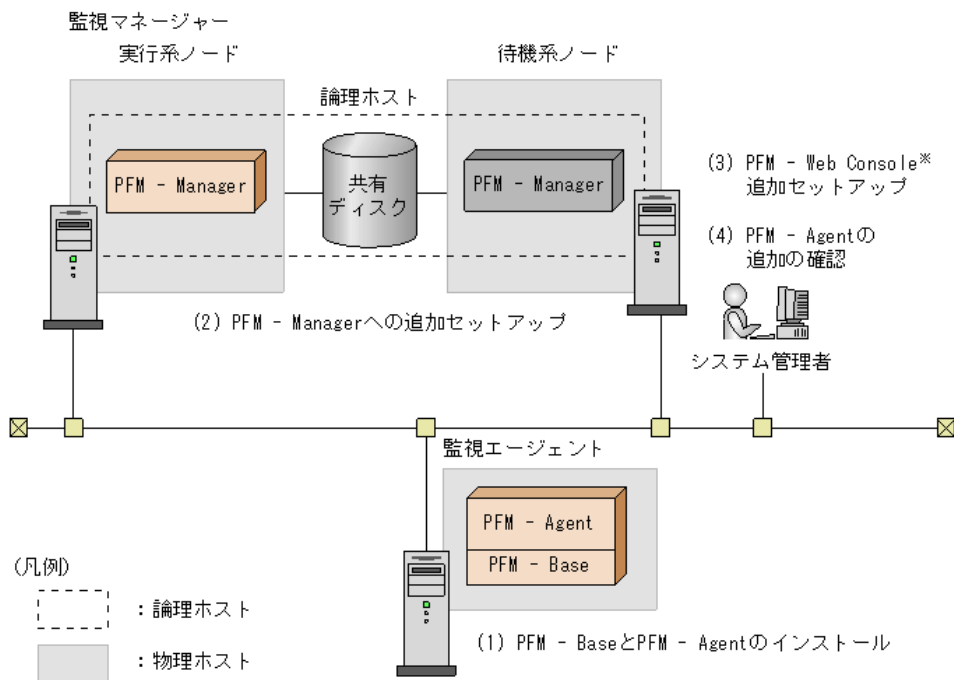 監視マネージャー
実行系ノード
待機系ノード
論理ホスト
PFM - Manager
共有
ディスク
PFM - Manager
(3) PFM - Web Console※
追加セットアップ
(4) PFM - Agentの
追加の確認
(2) PFM - Managerへの追加セットアップ
システム管理者
監視エージェント
PFM - Agent
PFM - Base
(凡例)
：論理ホスト
：物理ホスト
(1) PFM - BaseとPFM - Agentのインストール